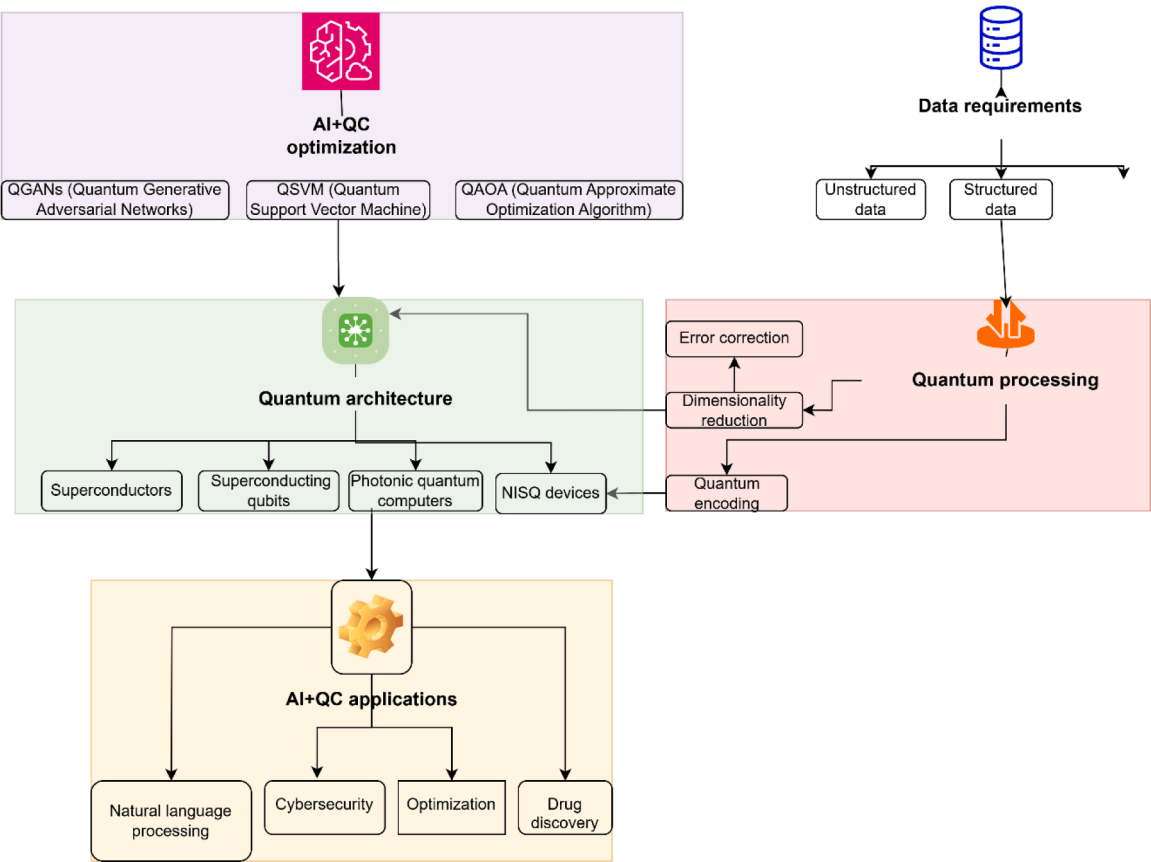 AI+QC
optimization
QGANs (Quantum Generative
Adversarial Networks)
QSVM (Quantum
Support Vector Machine)
QAOA (Quantum Approximate
Optimization Algorithm)
Data requirements
Unstructured
data
Structured
data
Quantum architecture
Superconductors
Superconducting
qubits
Photonic quantum
computers
NISQ devices
Error correction
Dimensionality
reduction
Quantum processing
Quantum
encoding
AI+QC applications
Natural language
processing
Cybersecurity
Optimization
Drug
discovery